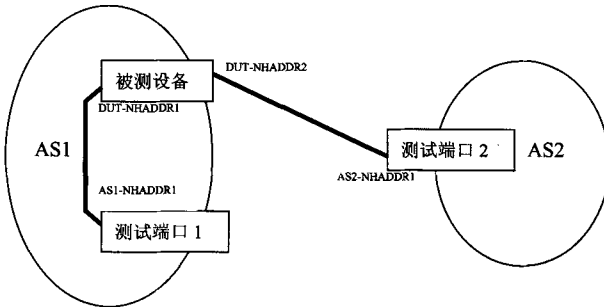 被测设备
DUT-NHADDR2
DUT-NHADDR1
AS1
测试端口 2
AS2
AS2-NHADDR1
AS1-NHADDR1
测试端口 1